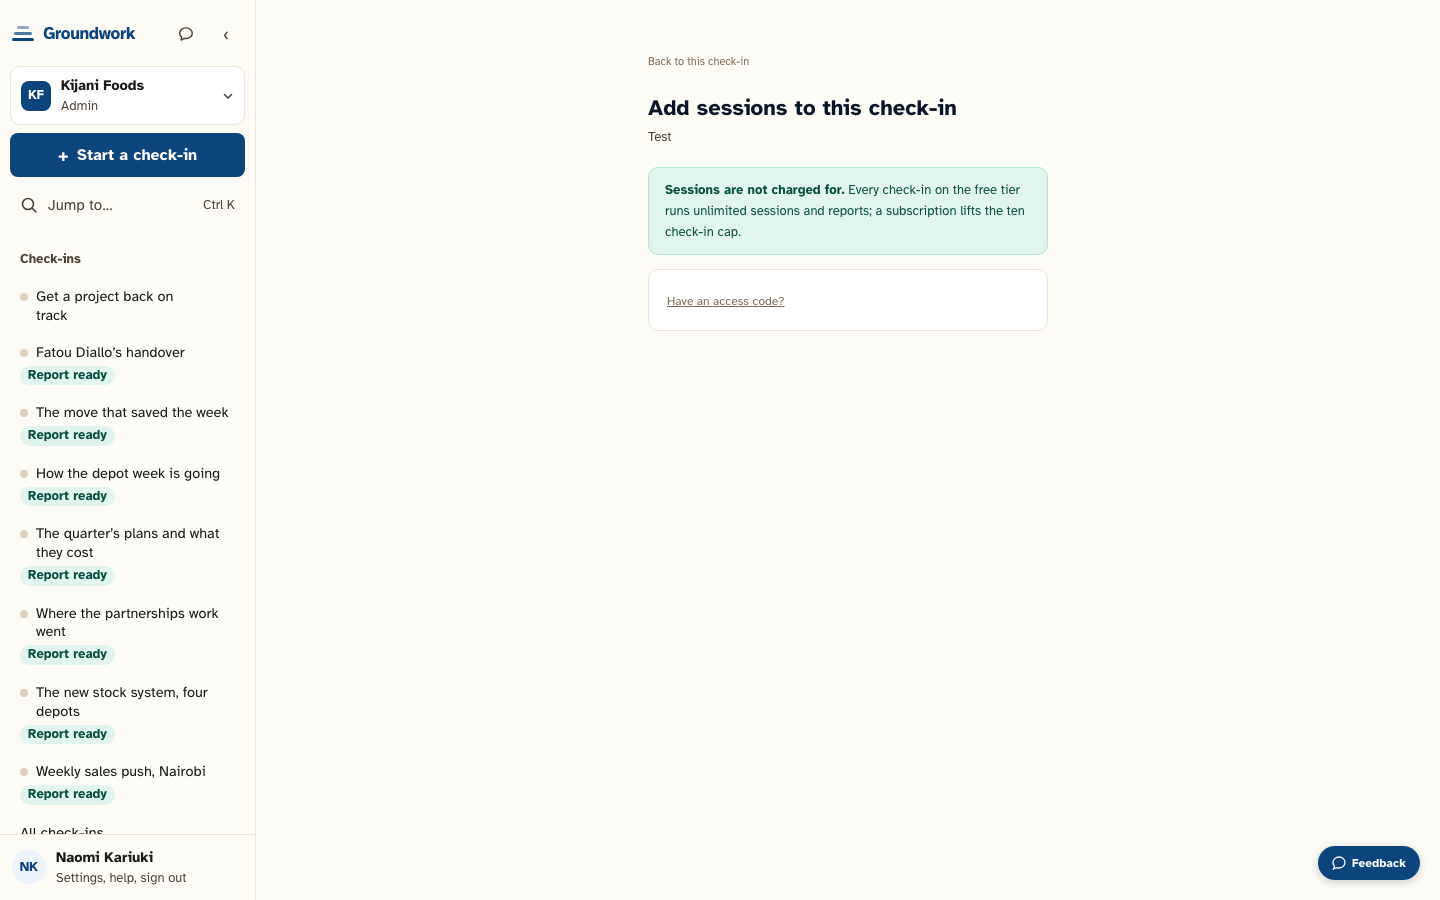 Groundwork
KF
Kijani Foods
Admin
+ Start a check-in
Jump to...
Ctrl K
Check-ins
Get a project back on
track
Fatou Diallo's handover
Report ready
The move that saved the week
Report ready
How the depot week is going
Report ready
The quarter's plans and what
they cost
Report ready
Where the partnerships work
went
Report ready
The new stock system, four
depots
Report ready
Weekly sales push, Nairobi
Report ready
All check-ins
NK
Naomi Kariuki
Settings, help, sign out
Back to this check-in
Add sessions to this check-in
Test
Sessions are not charged for. Every check-in on the free tier
runs unlimited sessions and reports; a subscription lifts the ten
check-in cap.
Have an access code?
Feedback